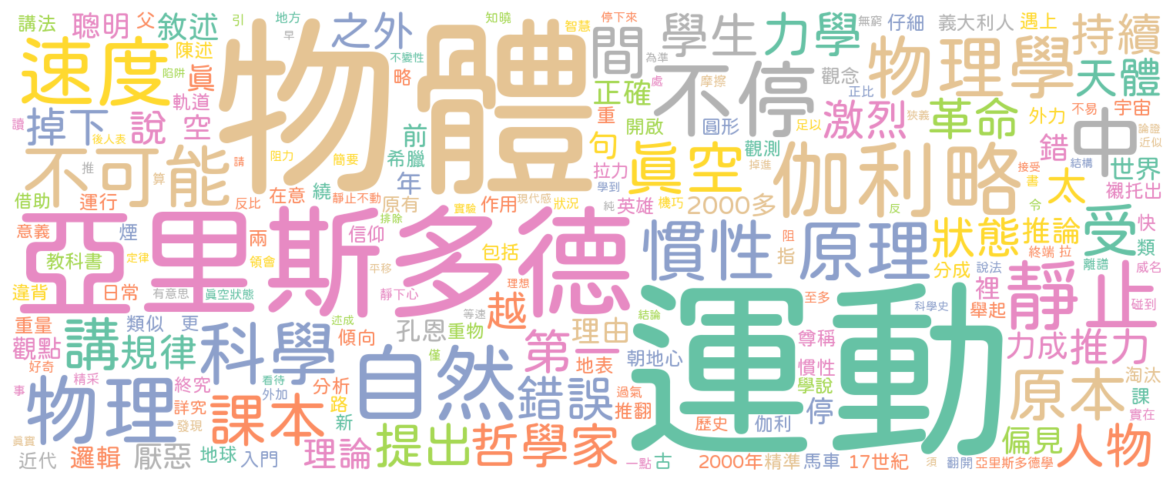 講法
聰明
父
敘述
引
地方
早
之外
知曉
智慧
停下來
為準
間
學生
力學
無窮
仔細
義大利人
遇上
持續
速度
陳述
眞
陷阱
軌道
物體
不變性
略
處
摩擦
不停
觀念
正比
物理學
天體
外力
不易
宇宙
論證
近似
讀
後人表
掉下
說
空
前
希臘
正確
重
開啟
圓形
足以
激烈
狹義
革命
錯
中
世界
結構
接受
書
令
襯托出
不可能
推
算
請
阻力
簡要
年
句
拉力
學到
眞空
觀測
掉進
伽利略
太
借助
運行
反比
在意
繞
靜止不動
原有
作用
實驗
現代感
狀況
純
英雄
機巧
2000多
反
受
快
類
意義
煙
亞里斯多德
教科書
定律
兩
信仰
領會
排除
平移
包括
慣性
阻
指
原理
狀態
推論
分成
說法
終端
拉
離譜
威名
碰到
違背
日常
有意思
眞空狀態
靜下心
理想
等速
越
至多
科學史
裡
舉起
靜止
重量
類似
更
述成
傾向
孔恩
重物
僅
理由
結論
尊稱
運動
力成
推力
觀點
好奇
講
規律
科學
自然
第一
地表
朝地心
慣性
學說
事
精采
終究
看待
外加
分析
路
新
錯誤
過氣
推翻
歷史
伽利
停
原本
淘汰
課
實在
物理
詳究
發現
課本
眞實
近代
邏輯
厭惡
地球
入門
理論
提出
哲學家
一點
古
2000年
精準
馬車
17世紀
須
翻開
亞里斯多德學
偏見
人物